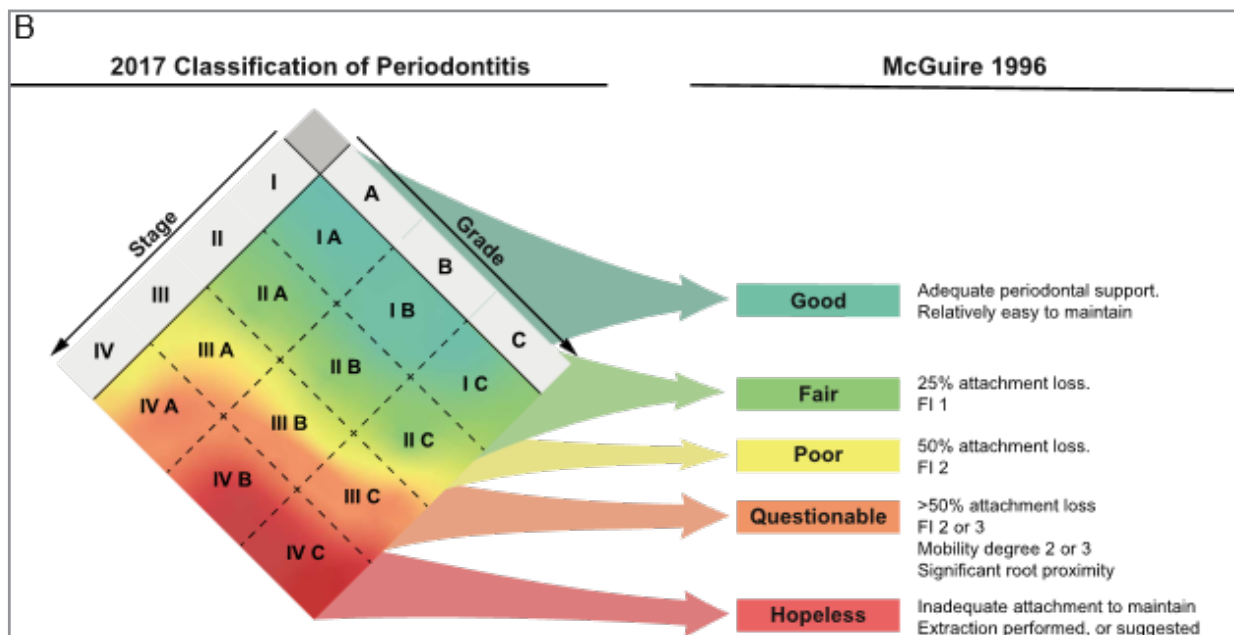 B
2017 Classification of Periodontitis
McGuire 1996
Stage
Grade
I
II
III
IV
A
B
C
I A
I B
I C
II A
II B
II C
III A
III B
III C
IV A
IV B
IV C
Good
Adequate periodontal support.
Relatively easy to maintain
Fair
25% attachment loss.
FI 1
Poor
50% attachment loss.
FI 2
Questionable
>50% attachment loss
FI 2 or 3
Mobility degree 2 or 3
Significant root proximity
Hopeless
Inadequate attachment to maintain
Extraction performed, or suggested